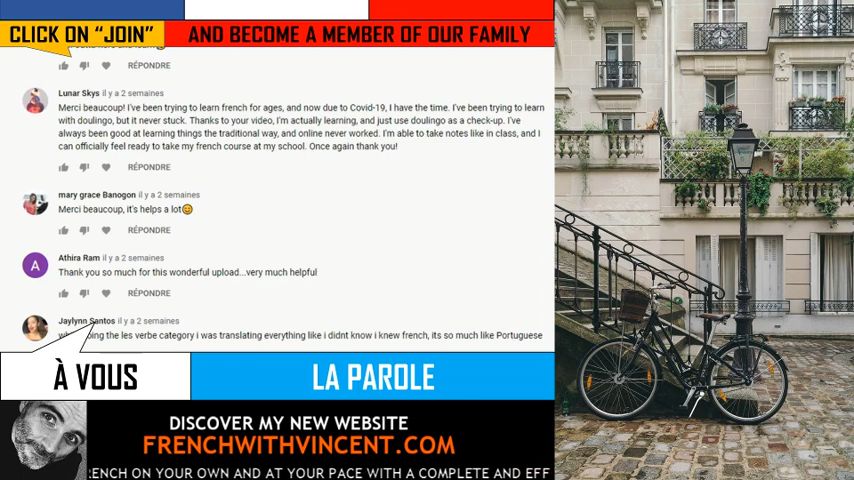 CLICK ON “JOIN” AND BECOME A MEMBER OF OUR FAMILY
RÉPONDRE
Lunar Skys il y a 2 semaines
Merci beaucoup! I've been trying to learn french for ages, and now due to Covid-19, I have the time. I've been trying to learn
with doulingo, but it never stuck. Thanks to your video, I'm actually learning, and just use doulingo as a check-up. I've
always been good at learning things the traditional way, and online never worked. I'm able to take notes like in class, and I
can officially feel ready to take my french course at my school. Once again thank you!
RÉPONDRE
mary grace Banogon il y a 2 semaines
Merci beaucoup, it's helps a lot😊
RÉPONDRE
Athira Ram il y a 2 semaines
Thank you so much for this wonderful upload...very much helpful
RÉPONDRE
A
Jaylynn Santos il y a 2 semaines
the les verbe category i was translating everything like i didnt know i knew french, its so much like Portuguese
À VOUS LA PAROLE
DISCOVER MY NEW WEBSITE
FRENCHWITHVINCENT.COM
ON YOUR OWN AND AT YOUR PACE WITH A COMPLETE AND